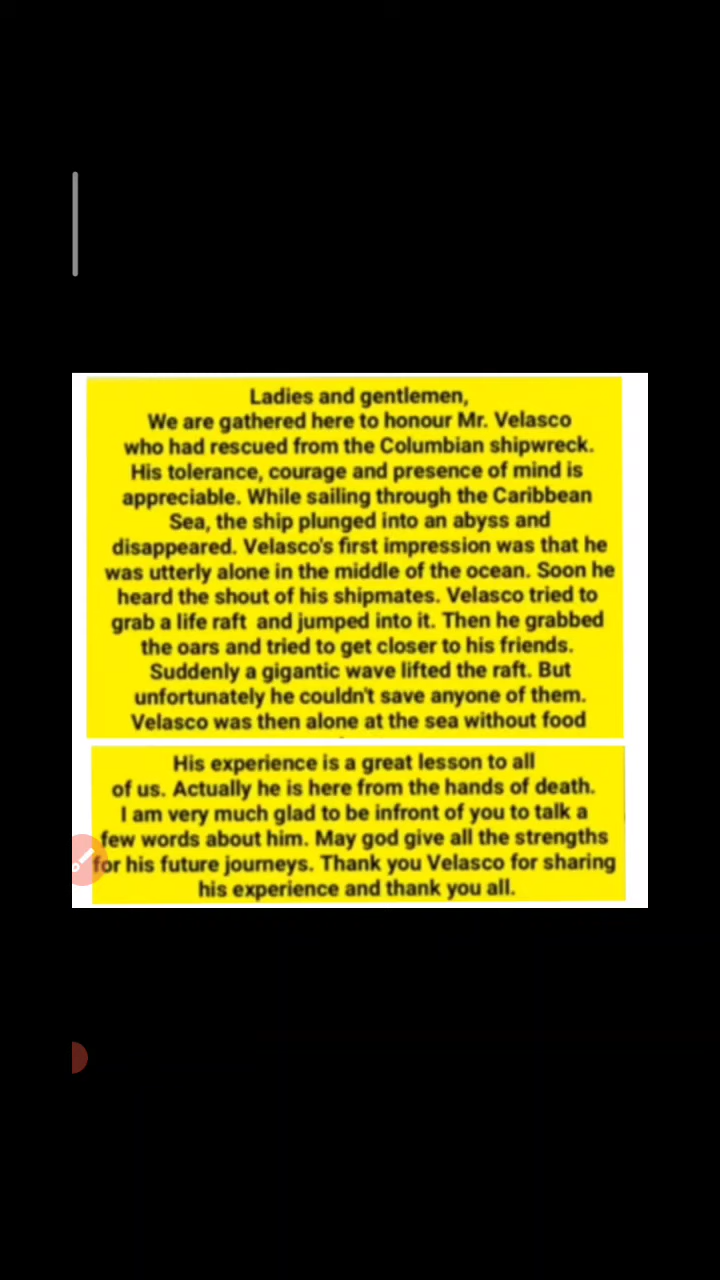 Ladies and gentlemen,
We are gathered here to honour Mr. Velasco
who had rescued from the Columbian shipwreck.
His tolerance, courage and presence of mind is
appreciable. While sailing through the Caribbean
Sea, the ship plunged into an abyss and
disappeared. Velasco's first impression was that he
was utterly alone in the middle of the ocean. Soon he
heard the shout of his shipmates. Velasco tried to
grab a life raft and jumped into it. Then he grabbed
the oars and tried to get closer to his friends.
Suddenly a gigantic wave lifted the raft. But
unfortunately he couldn't save anyone of them.
Velasco was then alone at the sea without food
His experience is a great lesson to all
of us. Actually he is here from the hands of death.
I am very much glad to be infront of you to talk a
few words about him. May god give all the strengths
for his future journeys. Thank you Velasco for sharing
his experience and thank you all.